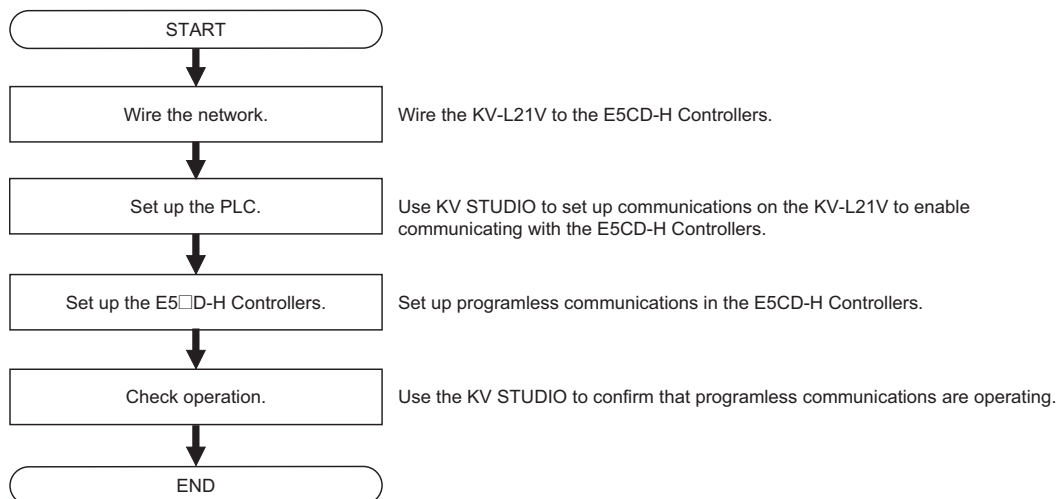 START
Wire the network.
Wire the KV-L21V to the E5CD-H Controllers.
Set up the PLC.
Use KV STUDIO to set up communications on the KV-L21V to enable
communicating with the E5CD-H Controllers.
Set up the E5□D-H Controllers.
Set up programless communications in the E5CD-H Controllers.
Check operation.
Use the KV STUDIO to confirm that programless communications are operating.
END